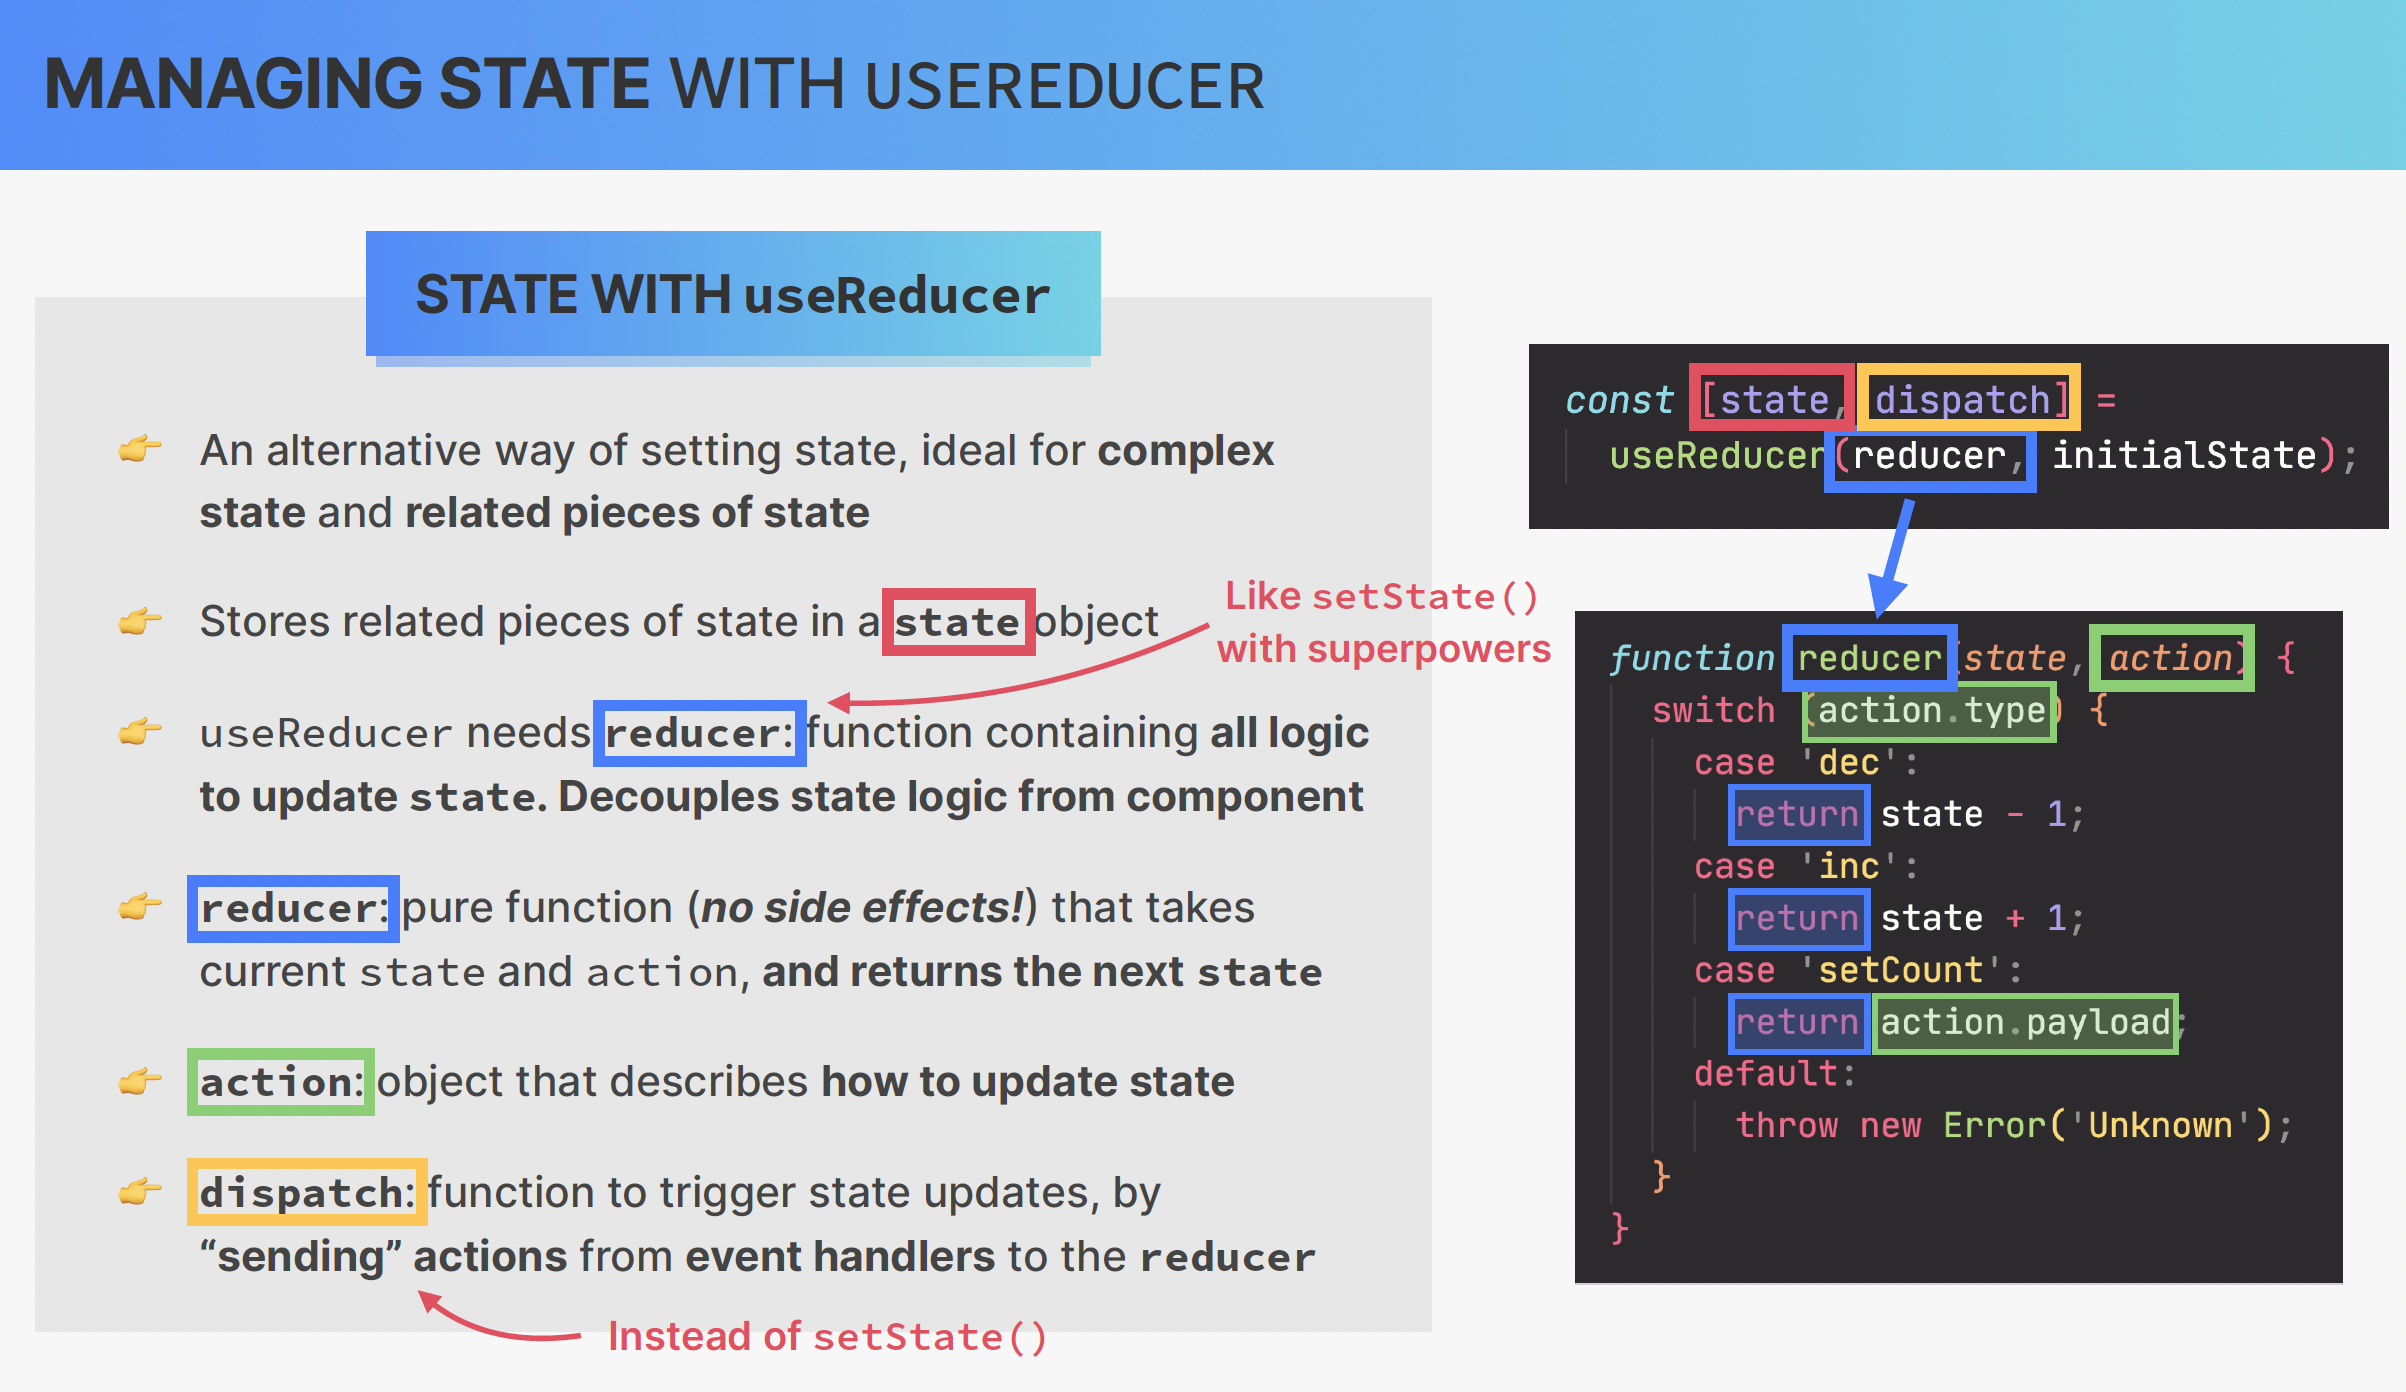 MANAGING STATE WITH USEREDUCER
STATE WITH useReducer
👉 An alternative way of setting state, ideal for complex
state and related pieces of state
👉 Stores related pieces of state in a state object
Like setState()
with superpowers
👉 useReducer needs reducer: function containing all logic
to update state. Decouples state logic from component
👉 reducer: pure function (no side effects!) that takes
current state and action, and returns the next state
👉 action: object that describes how to update state
👉 dispatch: function to trigger state updates, by
“sending” actions from event handlers to the reducer
Instead of setState()
const [state, dispatch] =
useReducer(reducer, initialState);
function reducer(state, action) {
switch (action.type) {
case 'dec':
return state - 1;
case 'inc':
return state + 1;
case 'setCount':
return action.payload;
default:
throw new Error('Unknown');
}
}